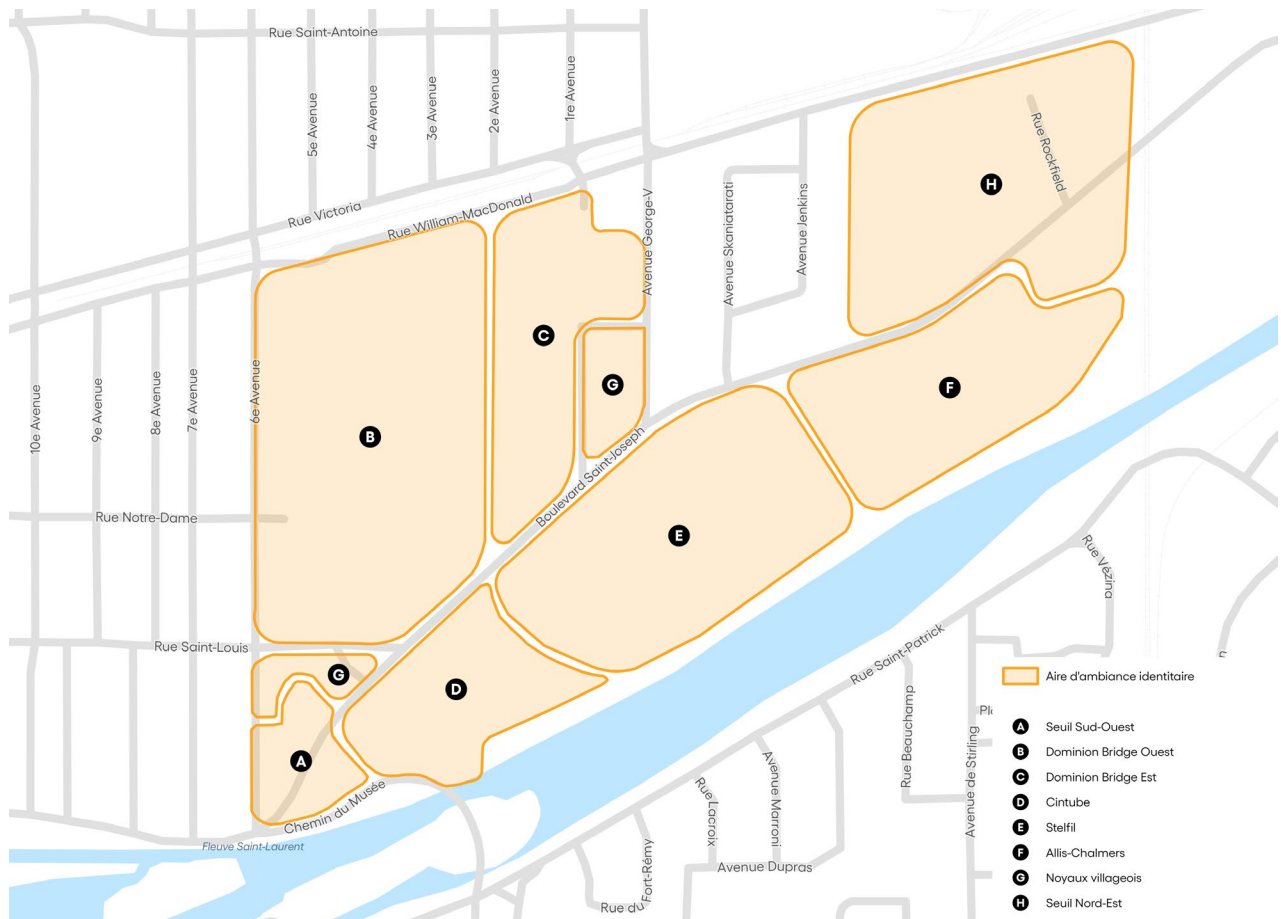 Rue Saint-Antoine
5e Avenue
4e Avenue
3e Avenue
2e Avenue
1re Avenue
Rue Victoria
Rue William-MacDonald
Avenue George-V
Avenue Skaniatarati
Avenue Jenkins
Rue Rockfield
H
C
G
F
B
10e Avenue
9e Avenue
8e Avenue
7e Avenue
6e Avenue
Boulevard Saint-Joseph
Rue Notre-Dame
E
Rue Vézina
Rue Saint-Louis
G
D
A
Rue Saint-Patrick
Chemin du Musée
Fleuve Saint-Laurent
Rue Lacroix
Avenue Marroni
Rue Beauchamp
Avenue de Stirling
Avenue Dupras
Rue du Fort-Rémy
Aire d'ambiance identitaire
A Seuil Sud-Ouest
B Dominion Bridge Ouest
C Dominion Bridge Est
D Cintube
E Stelfil
F Allis-Chalmers
G Noyaux villageois
H Seuil Nord-Est